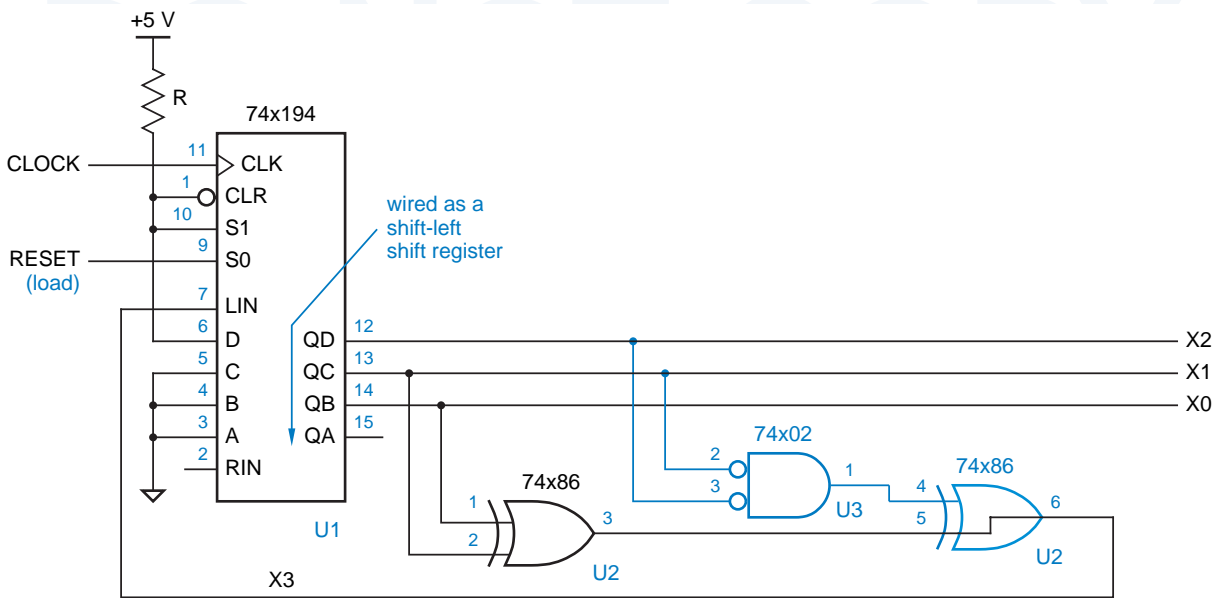 +5 V
R
74x194
CLOCK
11
CLK
1
CLR
10
S1
RESET
(load)
9
S0
7
LIN
6
D
5
C
4
B
3
A
2
RIN
wired as a
shift-left
shift register
QD
12
X2
QC
13
X1
QB
14
X0
QA
15
U1
74x02
2
3
1
U3
74x86
1
2
3
U2
74x86
4
5
6
U2
X3